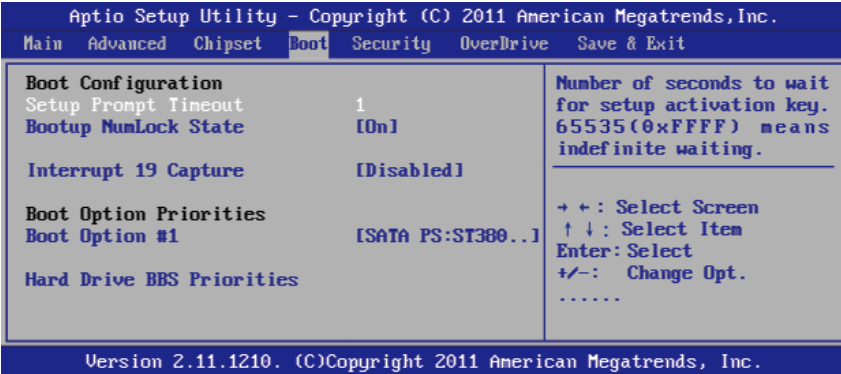 Aptio Setup Utility - Copyright (C) 2011 American Megatrends,Inc.
Main Advanced Chipset Boot Security OverDrive Save & Exit
Boot Configuration
Setup Prompt Timeout 1
Bootup NumLock State [On]
Interrupt 19 Capture [Disabled]
Boot Option Priorities
Boot Option #1 [SATA PS:ST380..]
Hard Drive BBS Priorities
Number of seconds to wait
for setup activation key.
65535(0xFFFF) means
indefinite waiting.
→ ←: Select Screen
↑ ↓: Select Item
Enter: Select
+/-: Change Opt.
......
Version 2.11.1210. (C)Copyright 2011 American Megatrends, Inc.